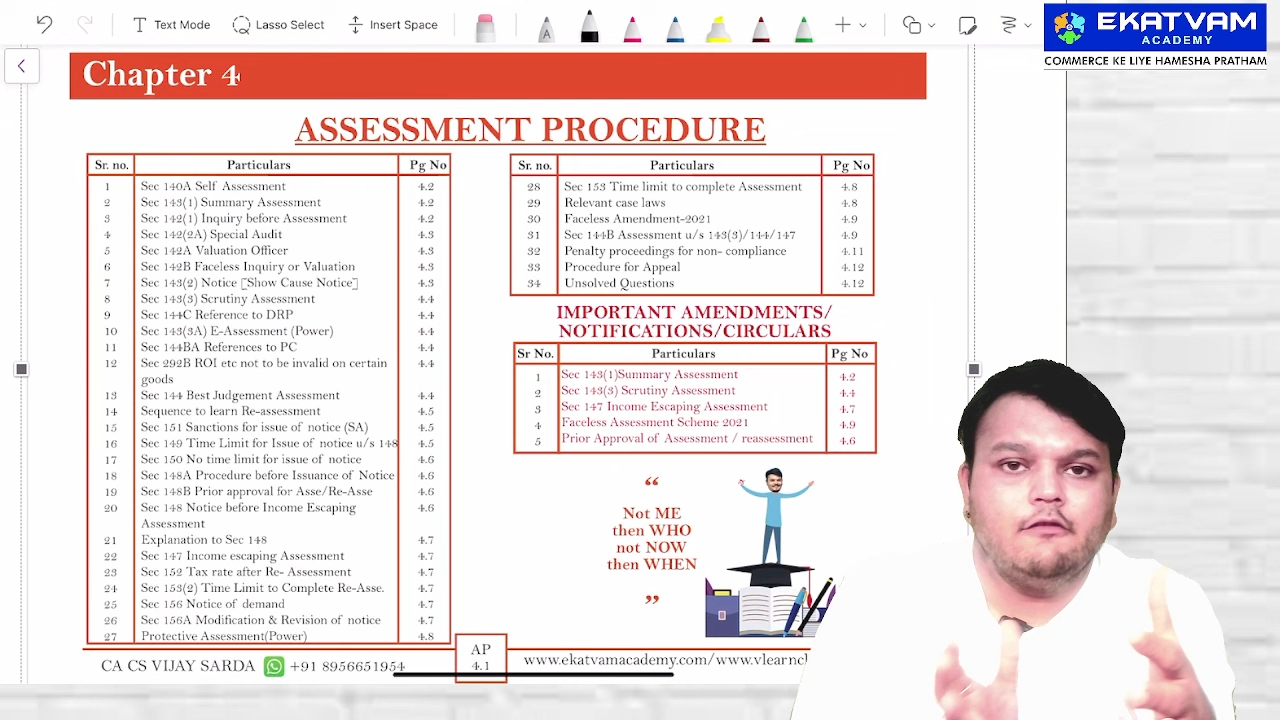 Text Mode
Lasso Select
Insert Space
A
EKATVAM
ACADEMY
COMMERCE KE LIYE HAMESHA PRATHAM
Chapter 4
ASSESSMENT PROCEDURE
Sr. no. Particulars Pg No
1 Sec 140A Self Assessment 4.2
2 Sec 143(1) Summary Assessment 4.2
3 Sec 142(1) Inquiry before Assessment 4.2
4 Sec 142(2A) Special Audit 4.3
5 Sec 142A Valuation Officer 4.3
6 Sec 142B Faceless Inquiry or Valuation 4.3
7 Sec 143(2) Notice [Show Cause Notice] 4.3
8 Sec 143(3) Scrutiny Assessment 4.4
9 Sec 144C Reference to DRP 4.4
10 Sec 143(3A) E-Assessment (Power) 4.4
11 Sec 144BA References to PC 4.4
12 Sec 292B ROI etc not to be invalid on certain 4.4
goods
13 Sec 144 Best Judgement Assessment 4.4
14 Sequence to learn Re-assessment 4.5
15 Sec 151 Sanctions for issue of notice (SA) 4.5
16 Sec 149 Time Limit for Issue of notice u/s 148 4.5
17 Sec 150 No time limit for issue of notice 4.6
18 Sec 148A Procedure before Issuance of Notice 4.6
19 Sec 148B Prior approval for Asse/Re-Asse 4.6
20 Sec 148 Notice before Income Escaping 4.6
Assessment
21 Explanation to Sec 148 4.7
22 Sec 147 Income escaping Assessment 4.7
23 Sec 152 Tax rate after Re- Assessment 4.7
24 Sec 153(2) Time Limit to Complete Re-Asse. 4.7
25 Sec 156 Notice of demand 4.7
26 Sec 156A Modification & Revision of notice 4.7
27 Protective Assessment(Power) 4.8
Sr. no. Particulars Pg No
28 Sec 153 Time limit to complete Assessment 4.8
29 Relevant case laws 4.8
30 Faceless Amendment-2021 4.9
31 Sec 144B Assessment u/s 143(3)/144/147 4.9
32 Penalty proceedings for non- compliance 4.11
33 Procedure for Appeal 4.12
34 Unsolved Questions 4.12
IMPORTANT AMENDMENTS/
NOTIFICATIONS/CIRCULARS
Sr No. Particulars Pg No
1 Sec 143(1)Summary Assessment 4.2
2 Sec 143(3) Scrutiny Assessment 4.4
3 Sec 147 Income Escaping Assessment 4.7
4 Faceless Assessment Scheme 2021 4.9
5 Prior Approval of Assessment / reassessment 4.6
“
Not ME
then WHO
not NOW
then WHEN
”
CA CS VIJAY SARDA +91 8956651954
AP
4.1
www.ekatvamacademy.com/www.vlearncl